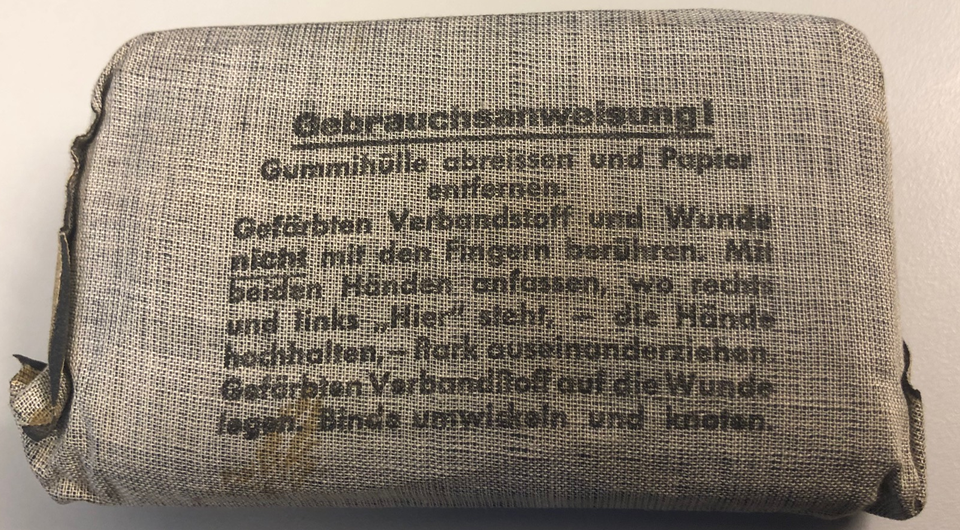 Gebrauchsanweisung!
Gummihülle abreissen und Papier
entfernen.
Gefärbten Verbandstoff und Wunde
nicht mit den Fingern berühren. Mit
beiden Händen anfassen, wo rechts
und links „Hier" steht, – die Hände
hochhalten, – stark auseinanderziehen.
Gefärbten Verbandstoff auf die Wunde
legen. Binde umwickeln und knoten.